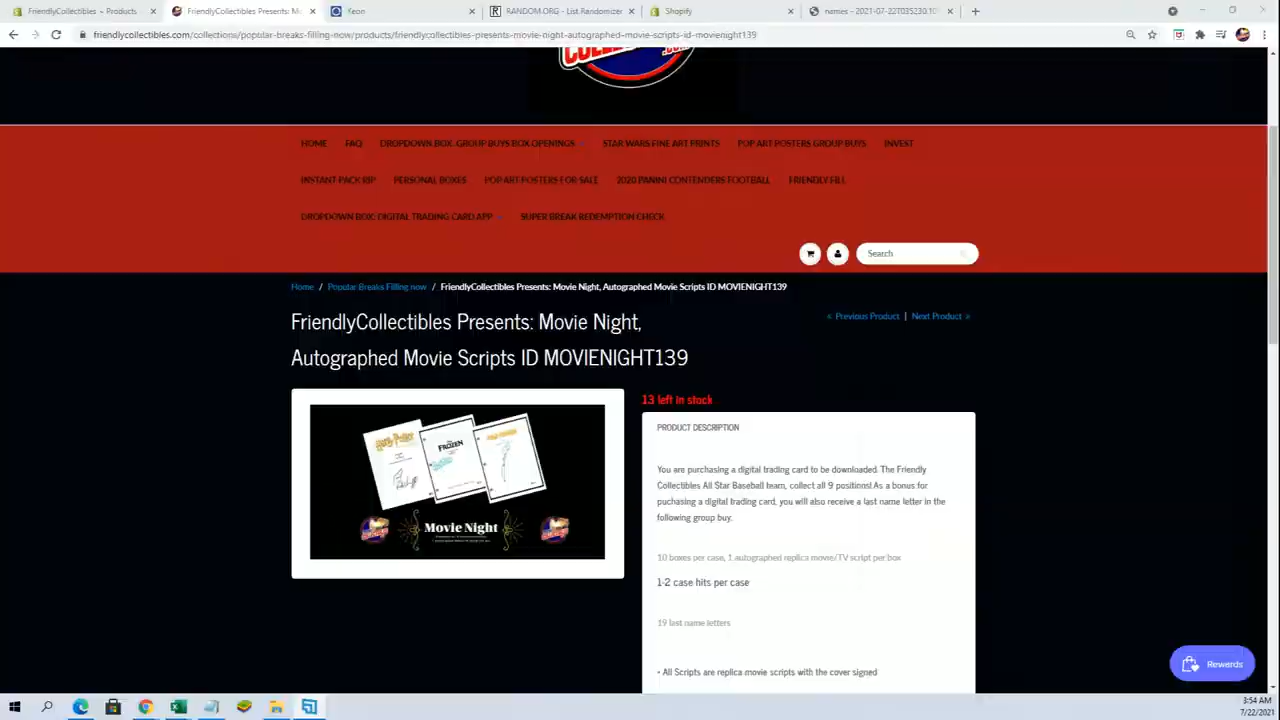 FriendlyCollectibles ~ Products
FriendlyCollectibles Presents: Mo
Keon
RANDOM.ORG - List Randomizer
Shopify
names - 2021-07-22T035230.10
friendlycollectibles.com/collections/popular-breaks-filling-now/products/friendlycollectibles-presents-movie-night-autographed-movie-scripts-id-movienight139
HOME FAQ DROPDOWN BOX: GROUP BUYS BOX OPENINGS STAR WARS FINE ART PRINTS POP ART POSTERS GROUP BUYS INVEST
INSTANT PACK RIP PERSONAL BOXES POP ART POSTERS FOR SALE 2020 PANINI CONTENDERS FOOTBALL FRIENDLY FILL
DROPDOWN BOX: DIGITAL TRADING CARD APP SUPER BREAK REDEMPTION CHECK
Search
Home / Popular Breaks Filling now / FriendlyCollectibles Presents: Movie Night, Autographed Movie Scripts ID MOVIENIGHT139
FriendlyCollectibles Presents: Movie Night,
Autographed Movie Scripts ID MOVIENIGHT139
« Previous Product | Next Product »
FROZEN
Movie Night
13 left in stock
PRODUCT DESCRIPTION
You are purchasing a digital trading card to be downloaded. The Friendly
Collectibles All Star Baseball team, collect all 9 positions! As a bonus for
puchasing a digital trading card, you will also receive a last name letter in the
following group buy.
10 boxes per case, 1 autographed replica movie/TV script per box
1-2 case hits per case
19 last name letters
• All Scripts are replica movie scripts with the cover signed
Rewards
3:54 AM
7/22/2021